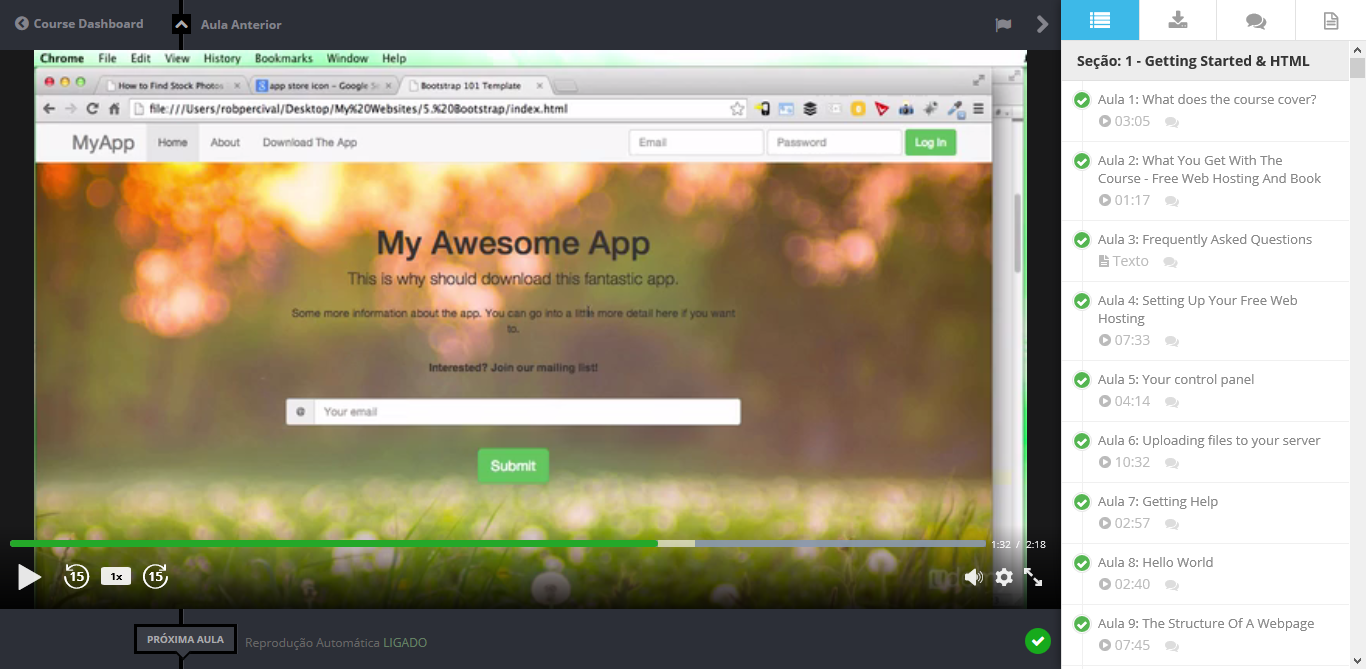 Course Dashboard
Aula Anterior
Chrome File Edit View History Bookmarks Window Help
How to Find Stock Photos
app store icon – Google Se
Bootstrap 101 Template
file:///Users/robpercival/Desktop/My%20Websites/5.%20Bootstrap/index.html
MyApp Home About Download The App Email Password Log In
My Awesome App
This is why should download this fantastic app.
Some more information about the app. You can go into a little more detail here if you want
to.
Interested? Join our mailing list!
@ Your email
Submit
1:32 / 2:18
15 1x 15
PRÓXIMA AULA
Reprodução Automática LIGADO
Seção: 1 - Getting Started & HTML
Aula 1: What does the course cover?
03:05
Aula 2: What You Get With The
Course - Free Web Hosting And Book
01:17
Aula 3: Frequently Asked Questions
Texto
Aula 4: Setting Up Your Free Web
Hosting
07:33
Aula 5: Your control panel
04:14
Aula 6: Uploading files to your server
10:32
Aula 7: Getting Help
02:57
Aula 8: Hello World
02:40
Aula 9: The Structure Of A Webpage
07:45